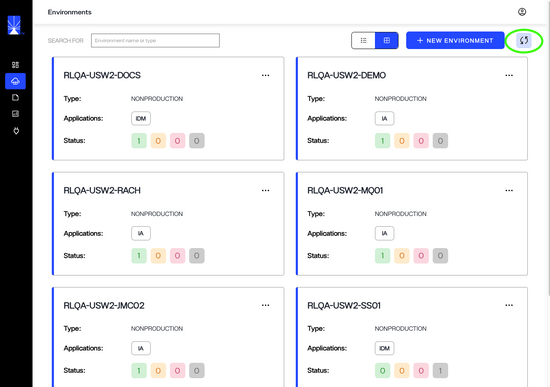 Environments
SEARCH FOR
Environment name or type
+ NEW ENVIRONMENT
RLQA-USW2-DOCS
Type: NONPRODUCTION
Applications: IDM
Status: 1 0 0 0
RLQA-USW2-DEMO
Type: NONPRODUCTION
Applications: IA
Status: 1 0 0 0
RLQA-USW2-RACH
Type: NONPRODUCTION
Applications: IA
Status: 1 0 0 0
RLQA-USW2-MQ01
Type: NONPRODUCTION
Applications: IA
Status: 1 0 0 0
RLQA-USW2-JMC02
Type: NONPRODUCTION
Applications: IA
Status: 1 0 0 0
RLQA-USW2-SS01
Type: NONPRODUCTION
Applications: IDM
Status: 0 0 0 1